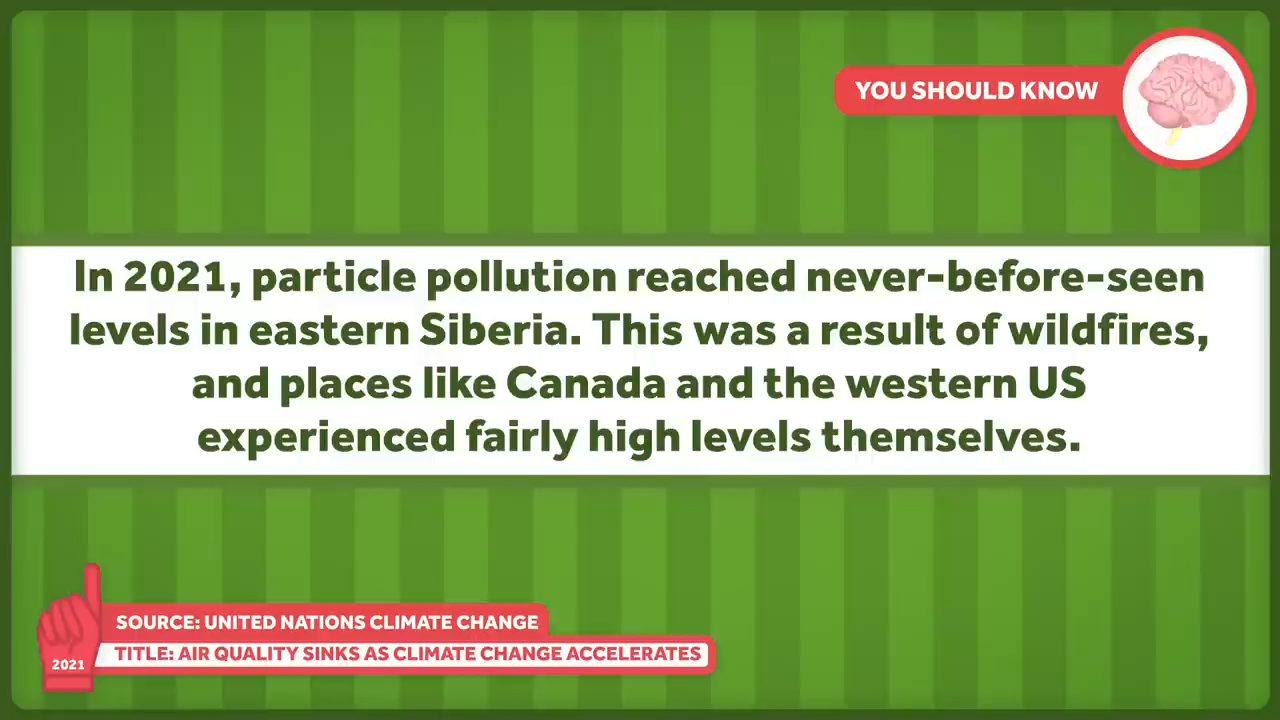 YOU SHOULD KNOW
In 2021, particle pollution reached never-before-seen
levels in eastern Siberia. This was a result of wildfires,
and places like Canada and the western US
experienced fairly high levels themselves.
SOURCE: UNITED NATIONS CLIMATE CHANGE
TITLE: AIR QUALITY SINKS AS CLIMATE CHANGE ACCELERATES
2021